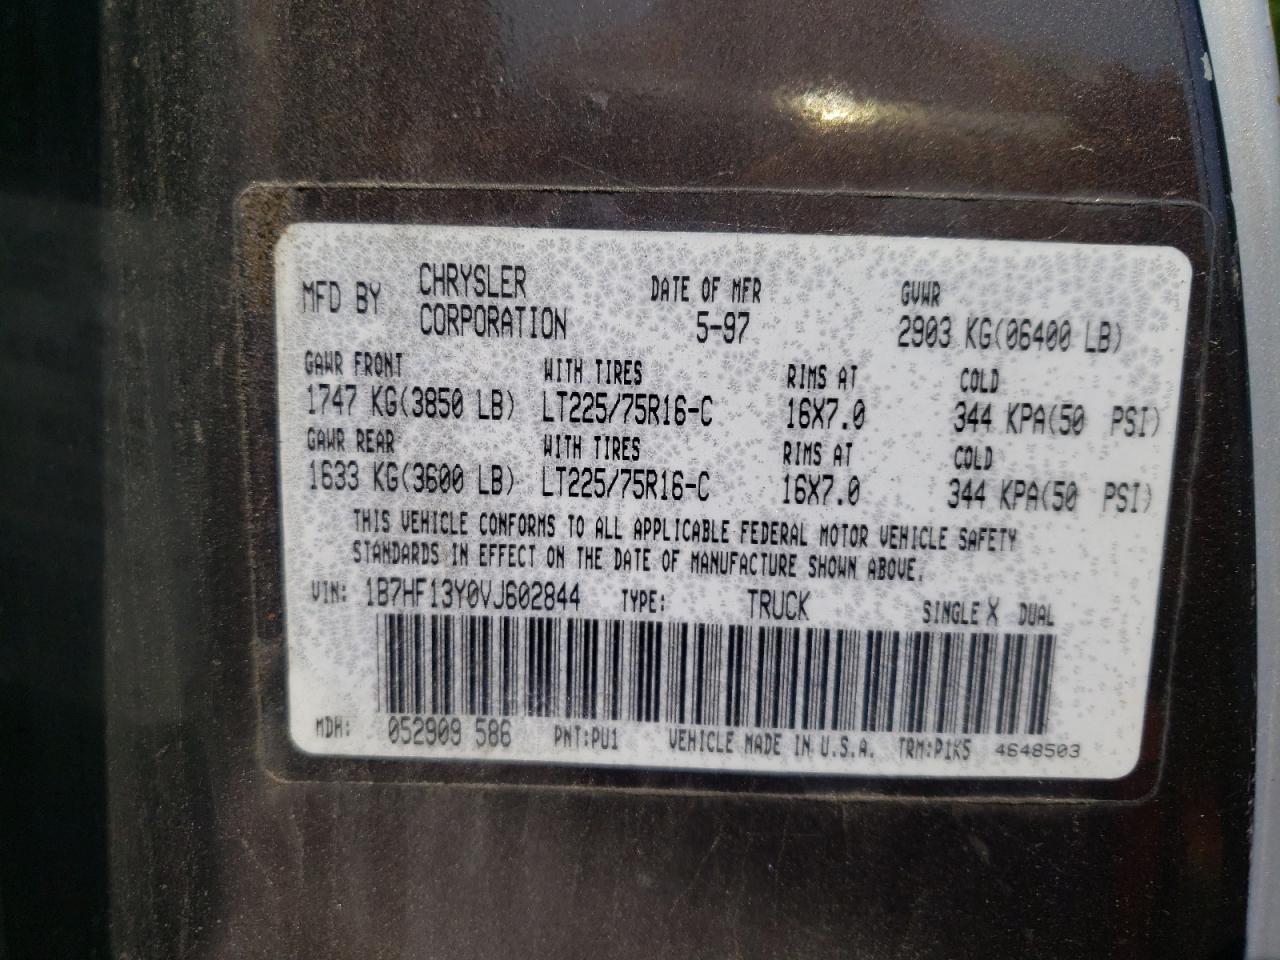 MFD BY CHRYSLER CORPORATION DATE OF MFR 5-97 GVWR 2903 KG(06400 LB)
GAWR FRONT WITH TIRES RIMS AT COLD
1747 KG(3850 LB) LT225/75R16-C 16X7.0 344 KPA(50 PSI)
GAWR REAR WITH TIRES RIMS AT COLD
1633 KG(3600 LB) LT225/75R16-C 16X7.0 344 KPA(50 PSI)
THIS VEHICLE CONFORMS TO ALL APPLICABLE FEDERAL MOTOR VEHICLE SAFETY
STANDARDS IN EFFECT ON THE DATE OF MANUFACTURE SHOWN ABOVE.
VIN: 1B7HF13Y0VJ602844 TYPE: TRUCK SINGLE X DUAL
MDH: 052909 586 PNT:PU1 VEHICLE MADE IN U.S.A. TRM:P1K5 4648503